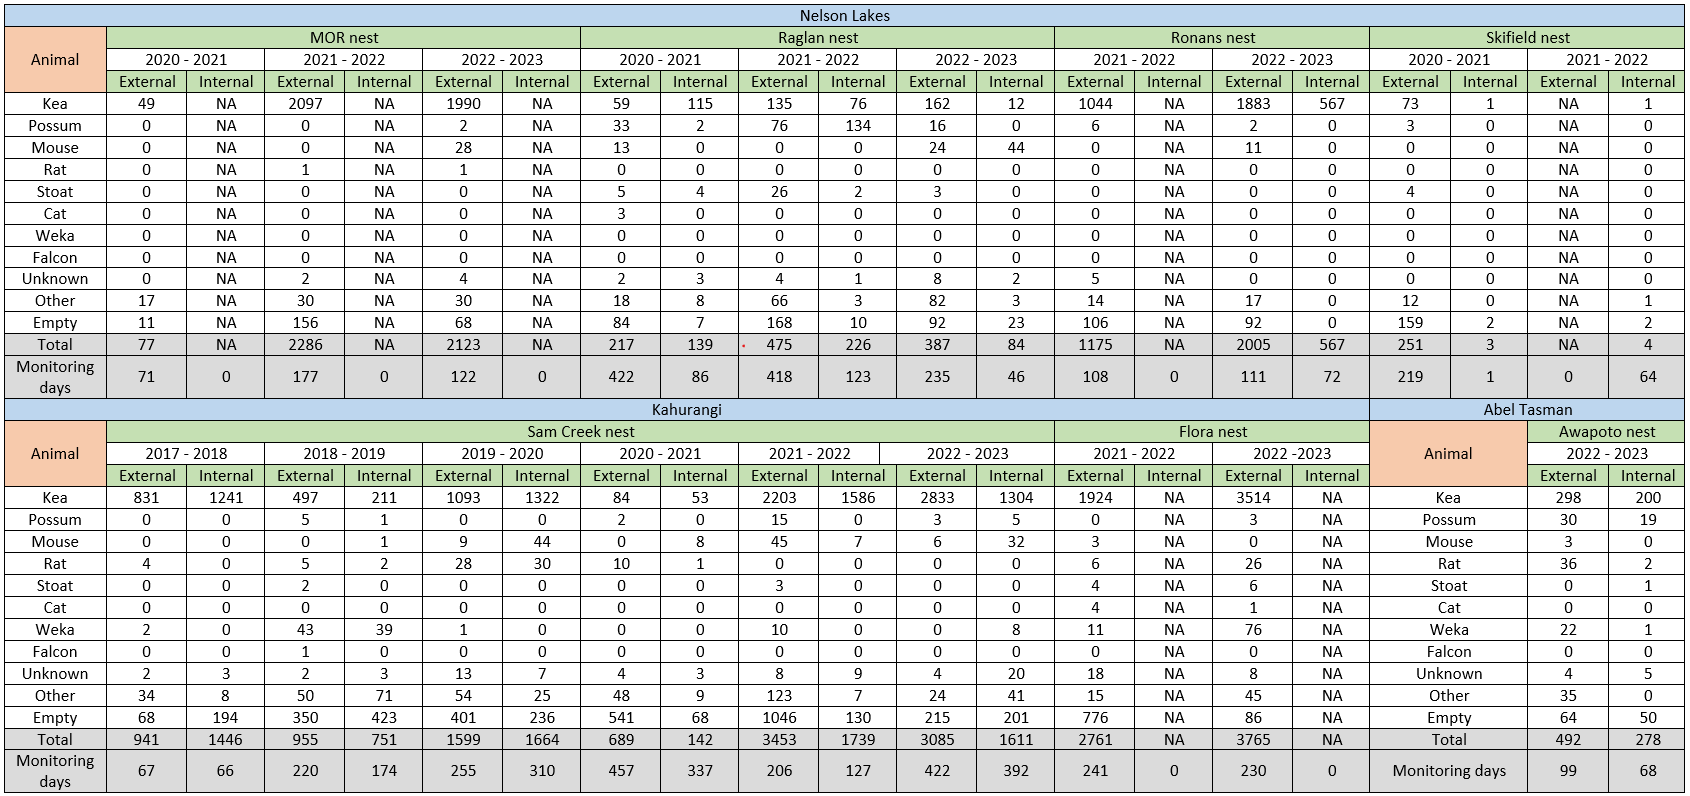 Nelson Lakes
Animal MOR nest Raglan nest Ronans nest Skifield nest
2020 - 2021 2021 - 2022 2022 - 2023 2020 - 2021 2021 - 2022 2022 - 2023 2021 - 2022 2022 - 2023 2020 - 2021 2021 - 2022
External Internal External Internal External Internal External Internal External Internal External Internal External Internal External Internal External Internal External Internal
Kea 49 NA 2097 NA 1990 NA 59 115 135 76 162 12 1044 NA 1883 567 73 1 NA 1
Possum 0 NA 0 NA 2 NA 33 2 76 134 16 0 6 NA 2 0 3 0 NA 0
Mouse 0 NA 0 NA 28 NA 13 0 0 0 24 44 0 NA 11 0 0 0 NA 0
Rat 0 NA 1 NA 1 NA 0 0 0 0 0 0 0 NA 0 0 0 0 NA 0
Stoat 0 NA 0 NA 0 NA 5 4 26 2 3 0 0 NA 0 0 4 0 NA 0
Cat 0 NA 0 NA 0 NA 3 0 0 0 0 0 0 NA 0 0 0 0 NA 0
Weka 0 NA 0 NA 0 NA 0 0 0 0 0 0 0 NA 0 0 0 0 NA 0
Falcon 0 NA 0 NA 0 NA 0 0 0 0 0 0 0 NA 0 0 0 0 NA 0
Unknown 0 NA 2 NA 4 NA 2 3 4 1 8 2 5 NA 0 0 0 0 NA 0
Other 17 NA 30 NA 30 NA 18 8 66 3 82 3 14 NA 17 0 12 0 NA 1
Empty 11 NA 156 NA 68 NA 84 7 168 10 92 23 106 NA 92 0 159 2 NA 2
Total 77 NA 2286 NA 2123 NA 217 139 475 226 387 84 1175 NA 2005 567 251 3 NA 4
Monitoring
days 71 0 177 0 122 0 422 86 418 123 235 46 108 0 111 72 219 1 0 64
Kahurangi Abel Tasman
Animal Sam Creek nest Flora nest Animal Awapoto nest
2017 - 2018 2018 - 2019 2019 - 2020 2020 - 2021 2021 - 2022 2022 - 2023 2021 - 2022 2022 -2023 2022 - 2023
External Internal External Internal External Internal External Internal External Internal External Internal External Internal External Internal External Internal
Kea 831 1241 497 211 1093 1322 84 53 2203 1586 2833 1304 1924 NA 3514 NA Kea 298 200
Possum 0 0 5 1 0 0 2 0 15 0 3 5 0 NA 3 NA Possum 30 19
Mouse 0 0 0 1 9 44 0 8 45 7 6 32 3 NA 0 NA Mouse 3 0
Rat 4 0 5 2 28 30 10 1 0 0 0 0 6 NA 26 NA Rat 36 2
Stoat 0 0 2 0 0 0 0 0 3 0 0 0 4 NA 6 NA Stoat 0 1
Cat 0 0 0 0 0 0 0 0 0 0 0 0 4 NA 1 NA Cat 0 0
Weka 2 0 43 39 1 0 0 0 10 0 0 8 11 NA 76 NA Weka 22 1
Falcon 0 0 1 0 0 0 0 0 0 0 0 0 0 NA 0 NA Falcon 0 0
Unknown 2 3 2 3 13 7 4 3 8 9 4 20 18 NA 8 NA Unknown 4 5
Other 34 8 50 71 54 25 48 9 123 7 24 41 15 NA 45 NA Other 35 0
Empty 68 194 350 423 401 236 541 68 1046 130 215 201 776 NA 86 NA Empty 64 50
Total 941 1446 955 751 1599 1664 689 142 3453 1739 3085 1611 2761 NA 3765 NA Total 492 278
Monitoring
days 67 66 220 174 255 310 457 337 206 127 422 392 241 0 230 0 Monitoring days 99 68